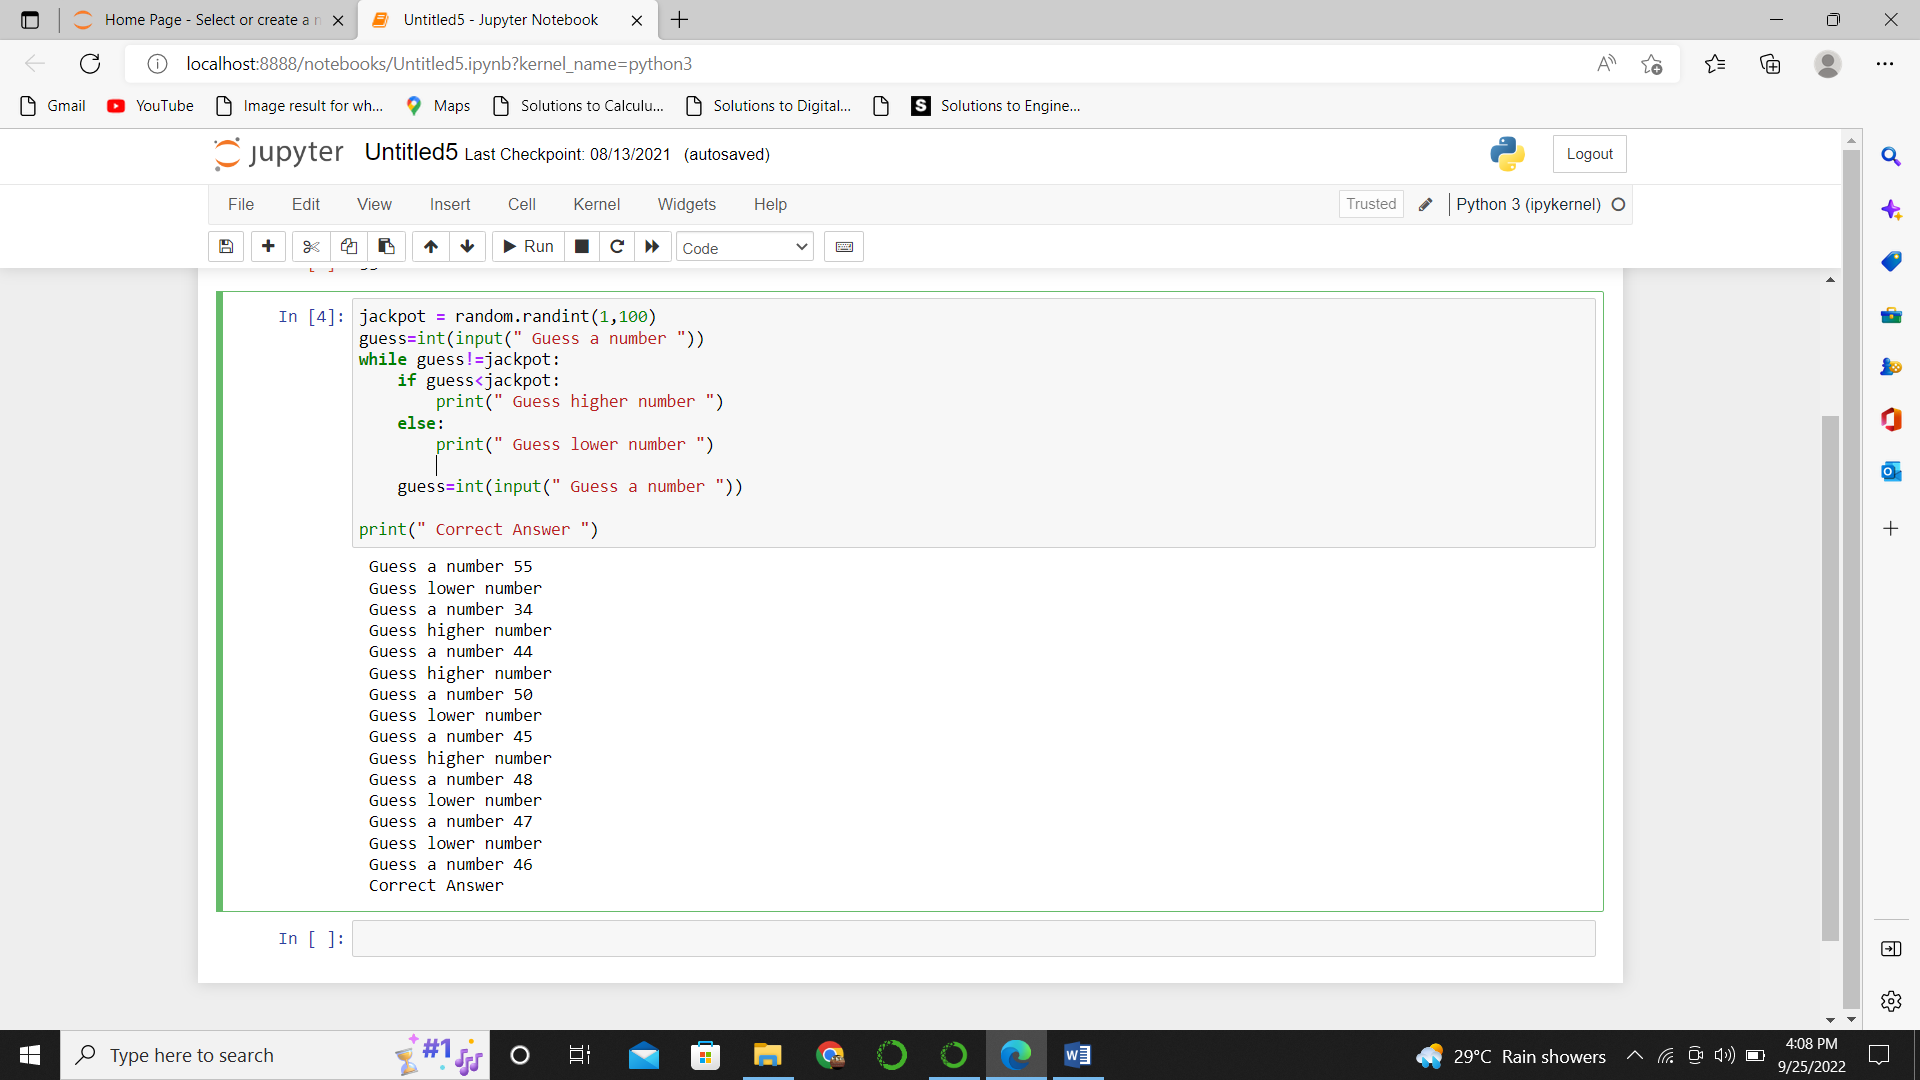 Home Page - Select or create a n
Untitled5 - Jupyter Notebook
localhost:8888/notebooks/Untitled5.ipynb?kernel_name=python3
Gmail YouTube Image result for wh... Maps Solutions to Calculu... Solutions to Digital... S Solutions to Engine...
jupyter Untitled5 Last Checkpoint: 08/13/2021 (autosaved) Logout
File Edit View Insert Cell Kernel Widgets Help Trusted Python 3 (ipykernel)
Run Code
In [4]: jackpot = random.randint(1,100)
guess=int(input(" Guess a number "))
while guess!=jackpot:
    if guess<jackpot:
        print(" Guess higher number ")
    else:
        print(" Guess lower number ")
    guess=int(input(" Guess a number "))
print(" Correct Answer ")
Guess a number 55
Guess lower number
Guess a number 34
Guess higher number
Guess a number 44
Guess higher number
Guess a number 50
Guess lower number
Guess a number 45
Guess higher number
Guess a number 48
Guess lower number
Guess a number 47
Guess lower number
Guess a number 46
Correct Answer
In [ ]:
Type here to search #1 29°C Rain showers 4:08 PM
9/25/2022